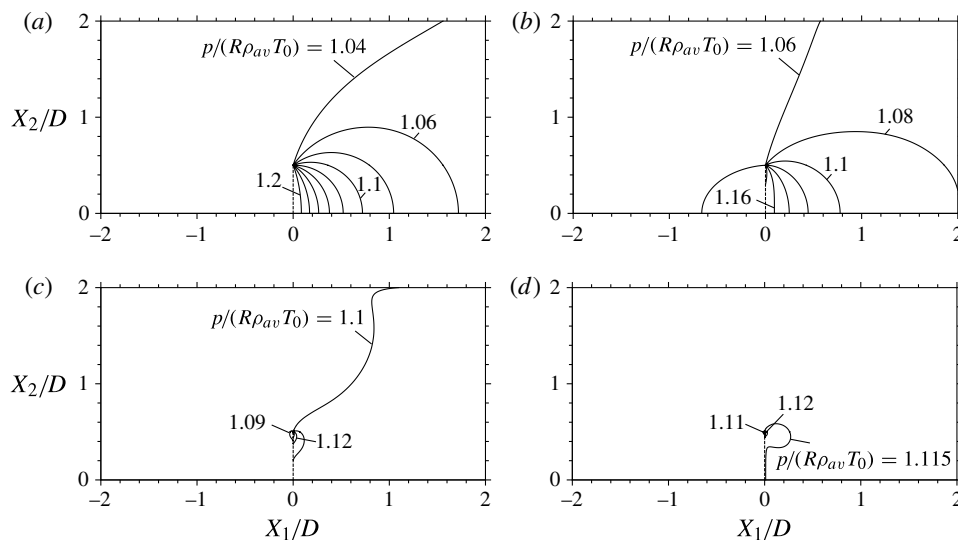 (a)
p/(Rρ_{av}T_0) = 1.04
1.06
1.2
1.1
X_2/D
2
1
0
−2 −1 0 1 2
(b)
p/(Rρ_{av}T_0) = 1.06
1.08
1.1
1.16
2
1
0
−2 −1 0 1 2
(c)
p/(Rρ_{av}T_0) = 1.1
1.09
1.12
X_2/D
2
1
0
−2 −1 0 1 2
X_1/D
(d)
1.12
1.11
p/(Rρ_{av}T_0) = 1.115
2
1
0
−2 −1 0 1 2
X_1/D